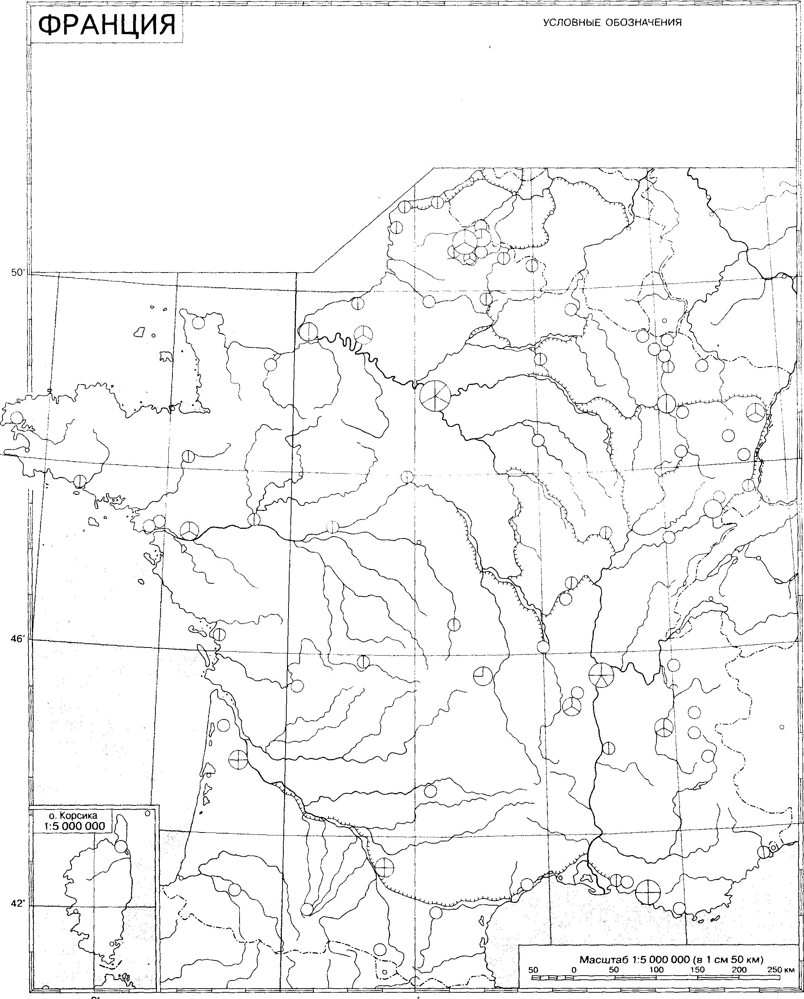 ФРАНЦИЯ
УСЛОВНЫЕ ОБОЗНАЧЕНИЯ
50°
46°
о. Корсика
1:5 000 000
42°
Масштаб 1:5 000 000 (в 1 см 50 км)
50 0 50 100 150 200 250 км